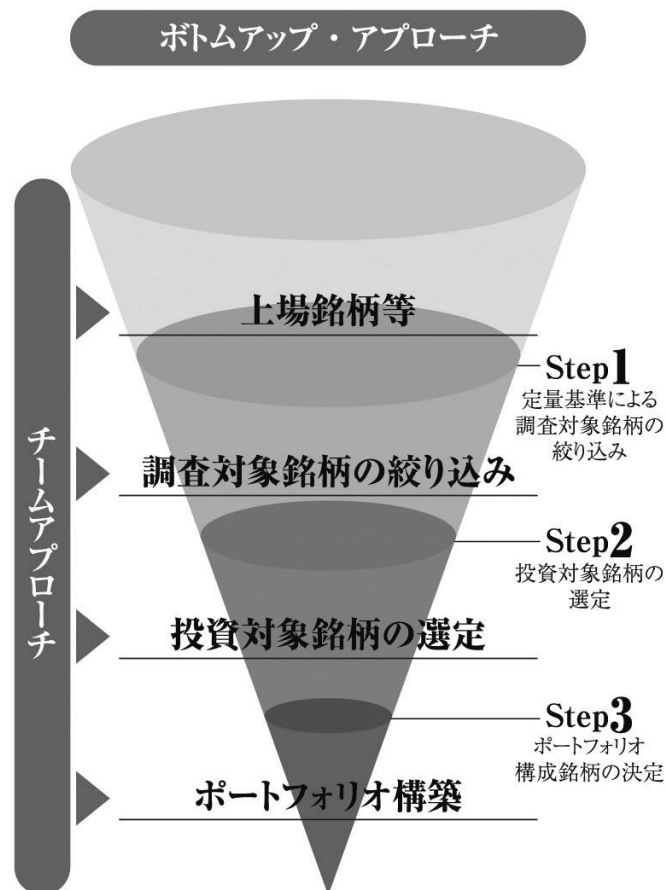 ボトムアップ・アプローチ
チームアプローチ
上場銘柄等
Step1
定量基準による
調査対象銘柄の
絞り込み
調査対象銘柄の絞り込み
Step2
投資対象銘柄の
選定
投資対象銘柄の選定
Step3
ポートフォリオ
構成銘柄の決定
ポートフォリオ構築